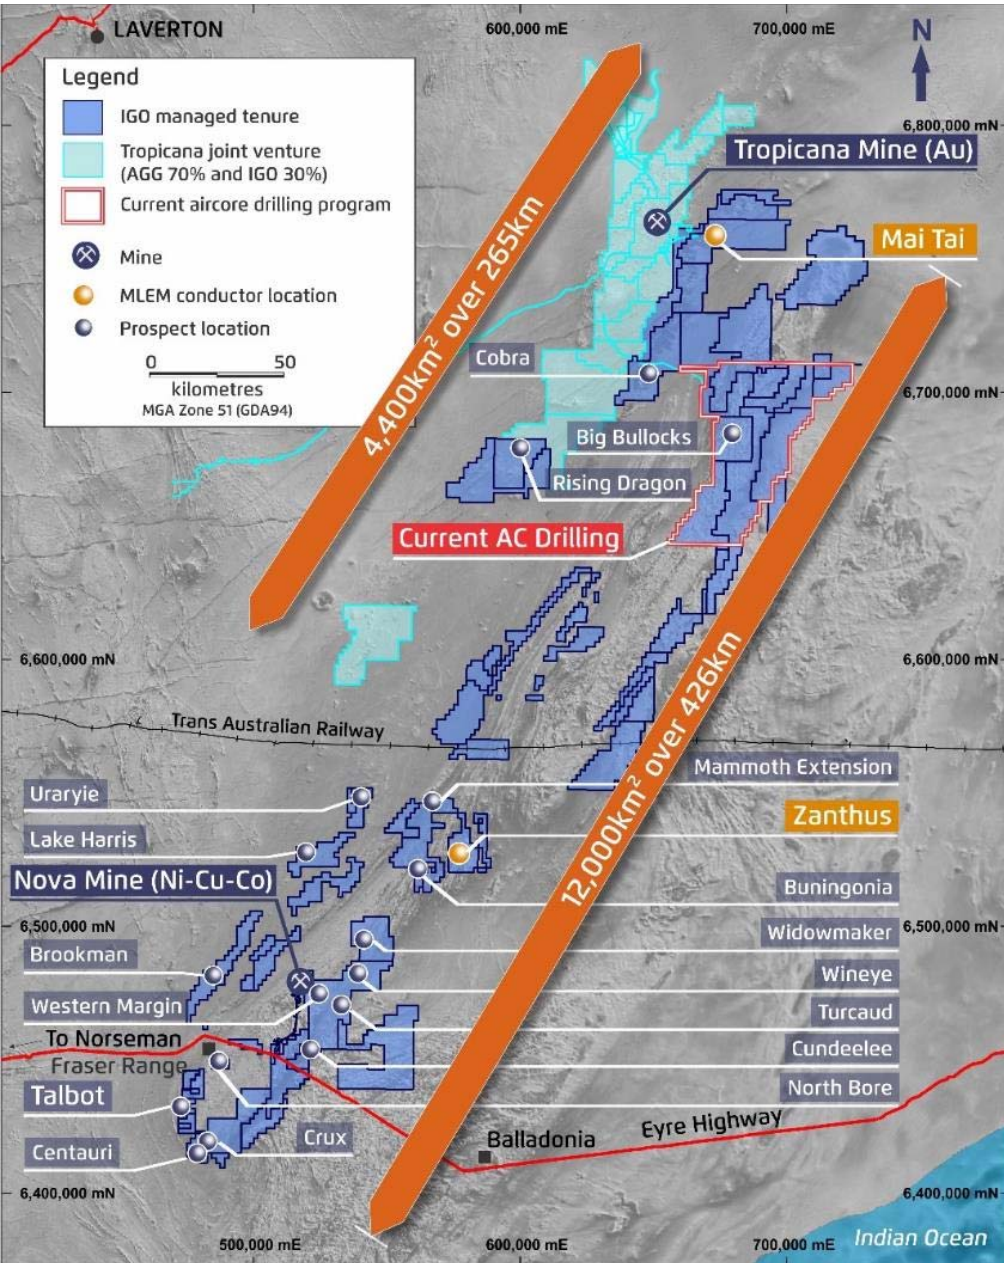 LAVERTON
600,000 mE
700,000 mE
N
Legend
IGO managed tenure
Tropicana joint venture
(AGG 70% and IGO 30%)
Current aircore drilling program
Mine
MLEM conductor location
Prospect location
0 50
kilometres
MGA Zone 51 (GDA94)
6,800,000 mN
Tropicana Mine (Au)
Mai Tai
4,400km² over 265km
Cobra
6,700,000 mN
Big Bullocks
Rising Dragon
Current AC Drilling
6,600,000 mN
6,600,000 mN
Trans Australian Railway
12,000km² over 426km
Mammoth Extension
Uraryie
Zanthus
Lake Harris
Nova Mine (Ni-Cu-Co)
Buningonia
6,500,000 mN
6,500,000 mN
Widowmaker
Brookman
Wineye
Western Margin
Turcaud
To Norseman
Cundeelee
Fraser Range
North Bore
Talbot
Eyre Highway
Crux
Balladonia
Centauri
6,400,000 mN
6,400,000 mN
500,000 mE
600,000 mE
700,000 mE
Indian Ocean